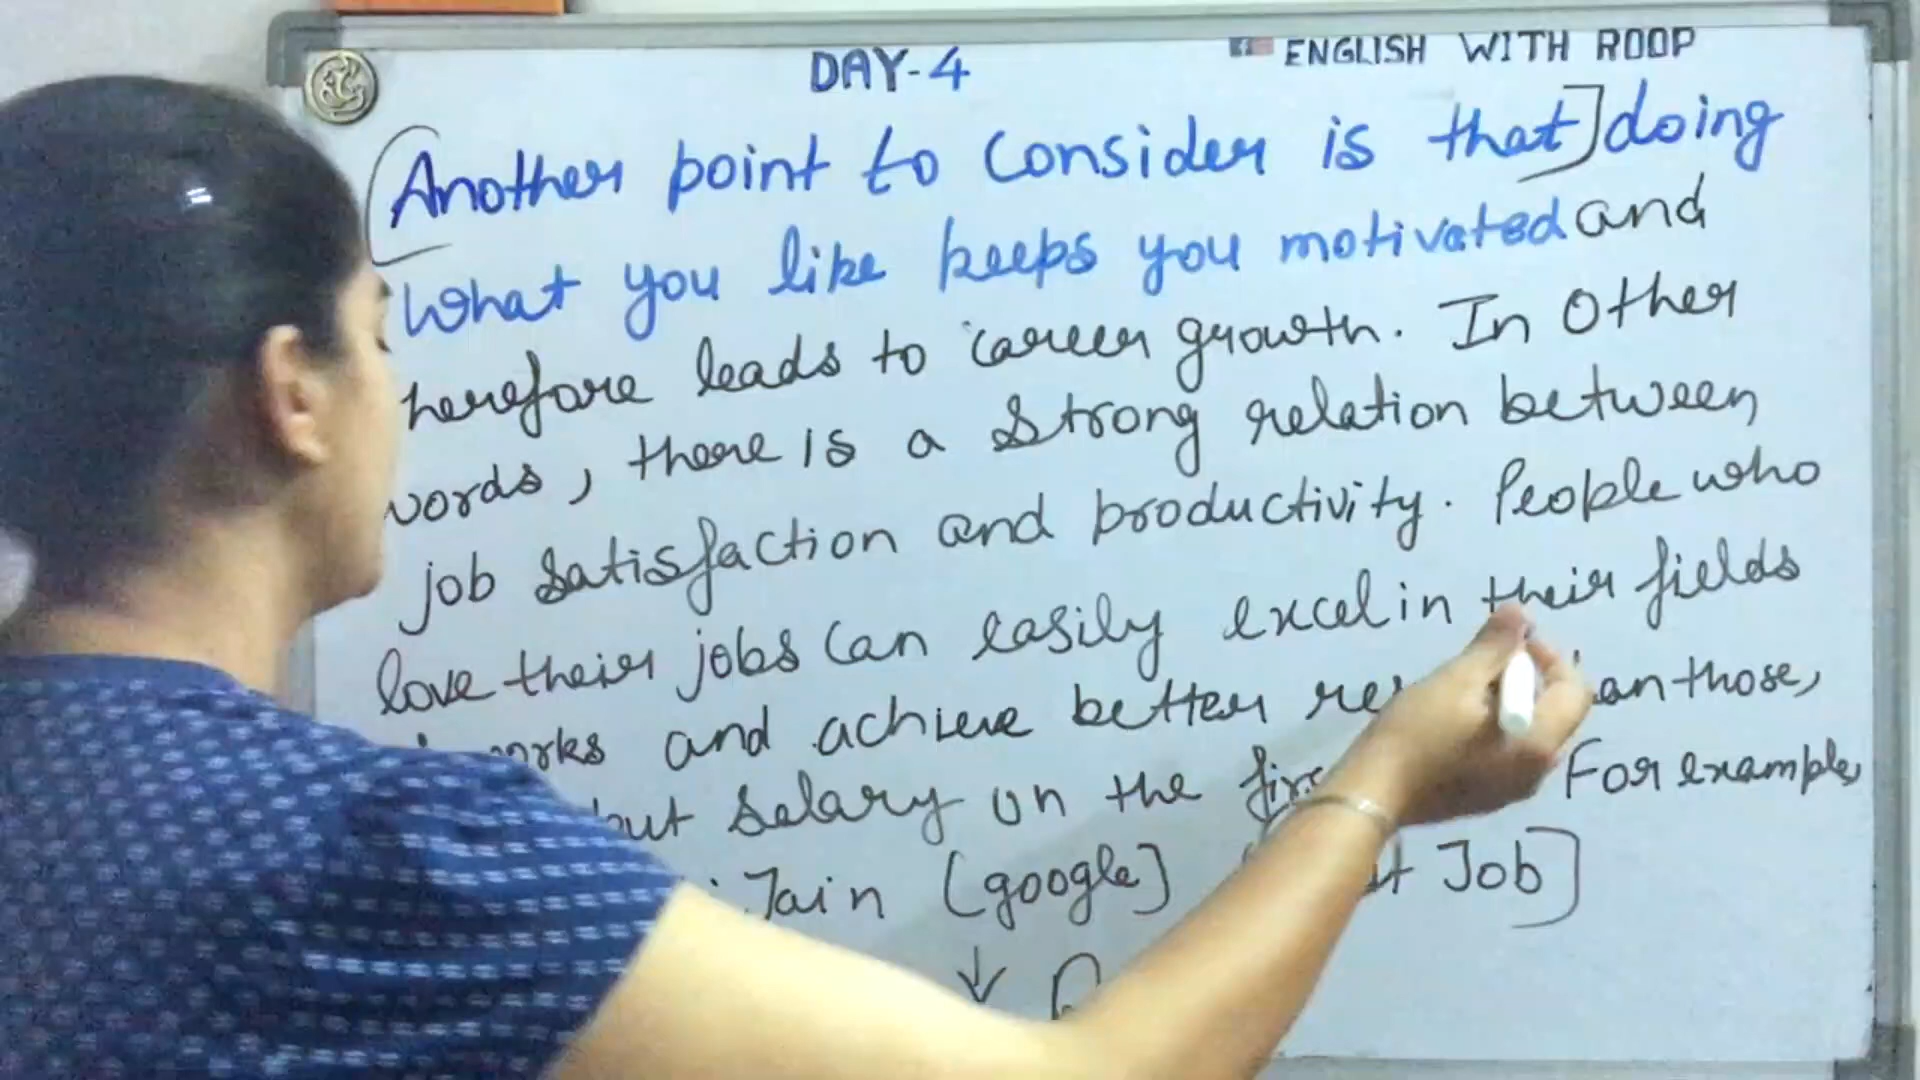 DAY-4
ENGLISH WITH ROOP
Another point to consider is that] doing
what you like keeps you motivated and
herefore leads to career growth. In Other
words, there is a strong relation between
job satisfaction and productivity. People who
love their jobs can easily excel in their fields
and achieve better than those,
put salary on the For example,
Jain [google] Job]